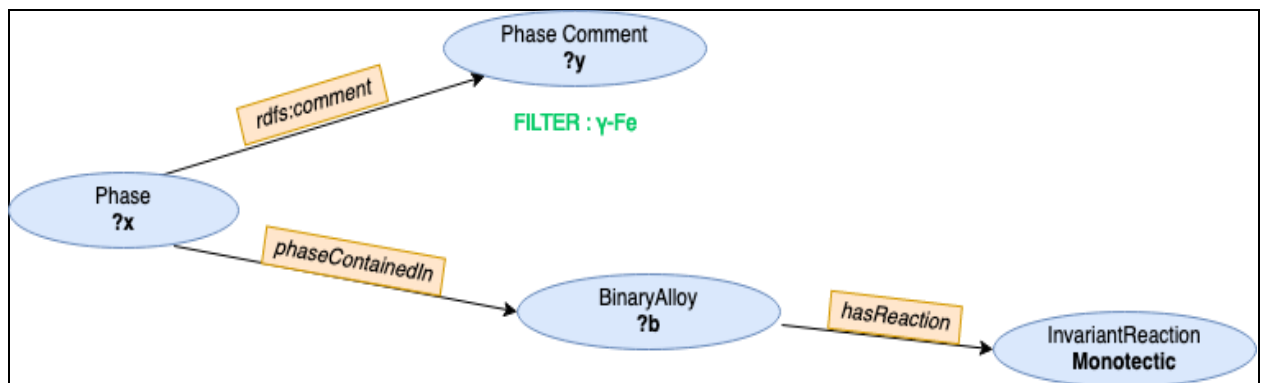 Phase Comment
?y
rdfs:comment
FILTER : γ-Fe
Phase
?x
phaseContainedIn
BinaryAlloy
?b
hasReaction
InvariantReaction
Monotectic